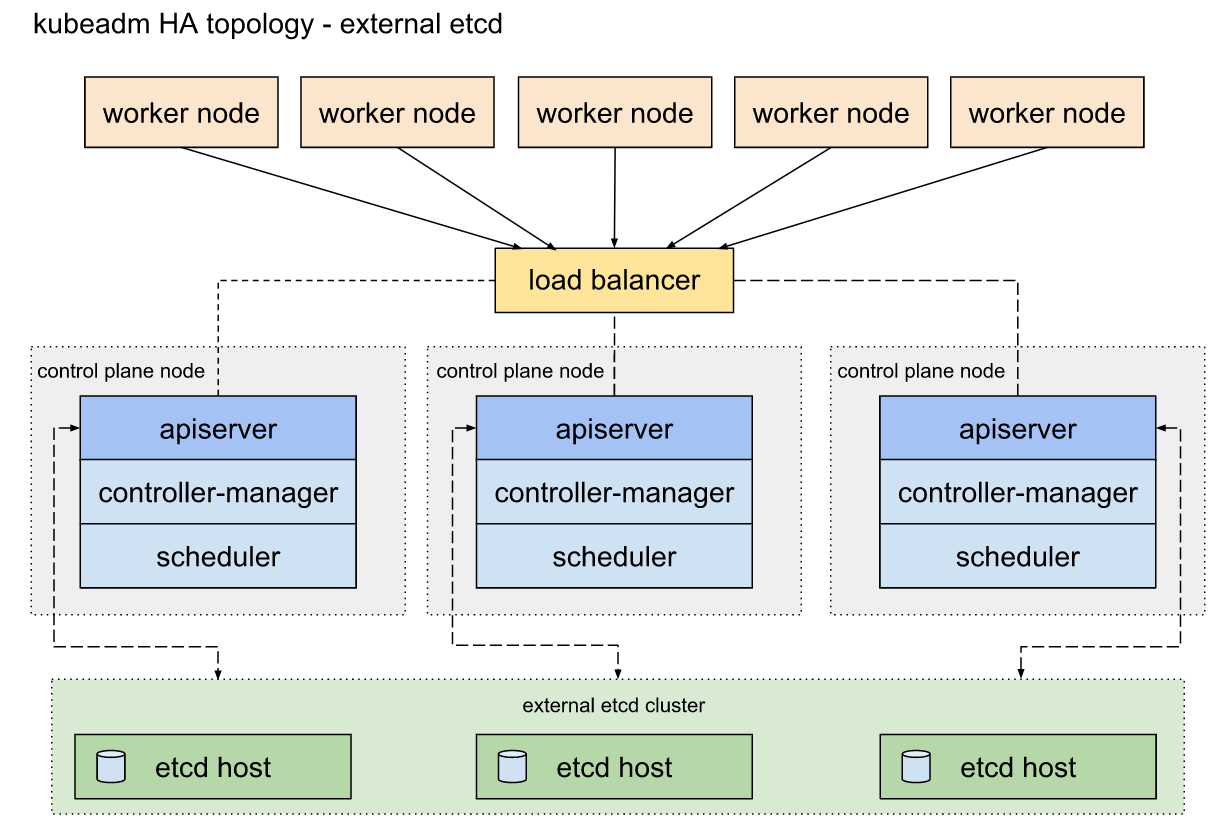 kubeadm HA topology - external etcd
worker node
worker node
worker node
worker node
worker node
load balancer
control plane node
control plane node
control plane node
apiserver
apiserver
apiserver
controller-manager
controller-manager
controller-manager
scheduler
scheduler
scheduler
external etcd cluster
etcd host
etcd host
etcd host